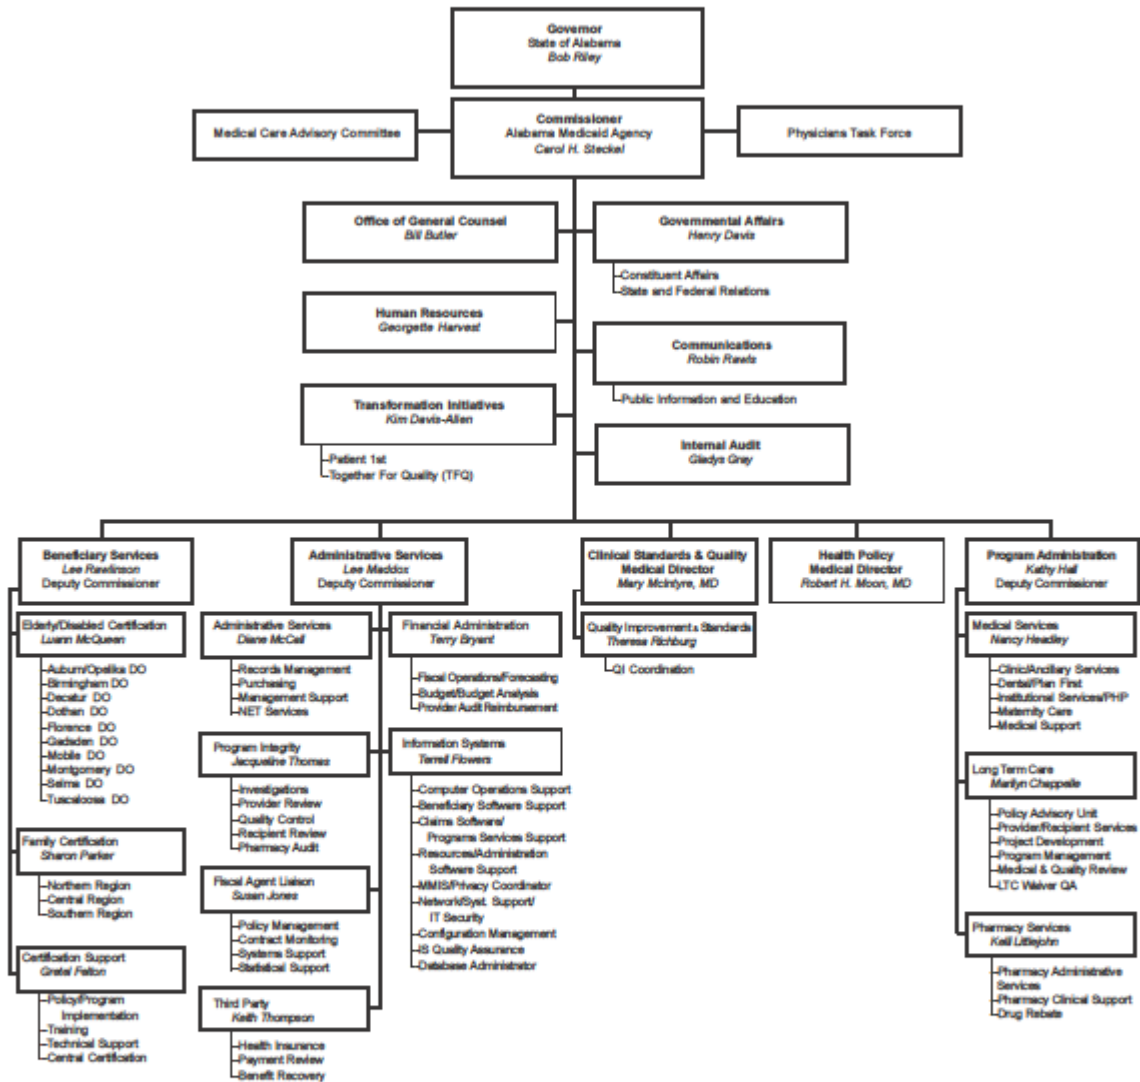 Governor
State of Alabama
Bob Riley
Commissioner
Alabama Medicaid Agency
Carol H. Steckel
Medical Care Advisory Committee
Physicians Task Force
Office of General Counsel
Bill Butler
Governmental Affairs
Henry Davis
Constituent Affairs
State and Federal Relations
Human Resources
Georgette Harvest
Communications
Robin Rawls
Public Information and Education
Transformation Initiatives
Kim Davis-Allen
Patient 1st
Together For Quality (TFQ)
Internal Audit
Gladys Gray
Beneficiary Services
Lee Rawlinson
Deputy Commissioner
Elderly/Disabled Certification
Luann McQueen
Auburn/Opelika DO
Birmingham DO
Decatur DO
Dothan DO
Florence DO
Gadsden DO
Mobile DO
Montgomery DO
Selma DO
Tuscaloosa DO
Family Certification
Sharon Parker
Northern Region
Central Region
Southern Region
Certification Support
Gretel Felton
Policy/Program
Implementation
Training
Technical Support
Central Certification
Administrative Services
Lee Maddox
Deputy Commissioner
Administrative Services
Diane McCall
Records Management
Purchasing
Management Support
NET Services
Program Integrity
Jacqueline Thomas
Investigations
Provider Review
Quality Control
Recipient Review
Pharmacy Audit
Fiscal Agent Liaison
Susan Jones
Policy Management
Contract Monitoring
Systems Support
Statistical Support
Third Party
Keith Thompson
Health Insurance
Payment Review
Benefit Recovery
Financial Administration
Terry Bryant
Fiscal Operations/Forecasting
Budget/Budget Analysis
Provider Audit Reimbursement
Information Systems
Terrell Flowers
Computer Operations Support
Beneficiary Software Support
Claims Software/
Programs Services Support
Resources/Administration
Software Support
MMIS/Privacy Coordinator
Network/Syst. Support/
IT Security
Configuration Management
IS Quality Assurance
Database Administrator
Clinical Standards & Quality
Medical Director
Mary McIntyre, MD
Quality Improvement & Standards
Theresa Richburg
QI Coordination
Health Policy
Medical Director
Robert H. Moon, MD
Program Administration
Kathy Hall
Deputy Commissioner
Medical Services
Nancy Headley
Clinic/Ancillary Services
Dental/Plan First
Institutional Services/PHP
Maternity Care
Medical Support
Long Term Care
Marilyn Chappelle
Policy Advisory Unit
Provider/Recipient Services
Project Development
Program Management
Medical & Quality Review
LTC Waiver QA
Pharmacy Services
Kelli Littlejohn
Pharmacy Administrative
Services
Pharmacy Clinical Support
Drug Rebate